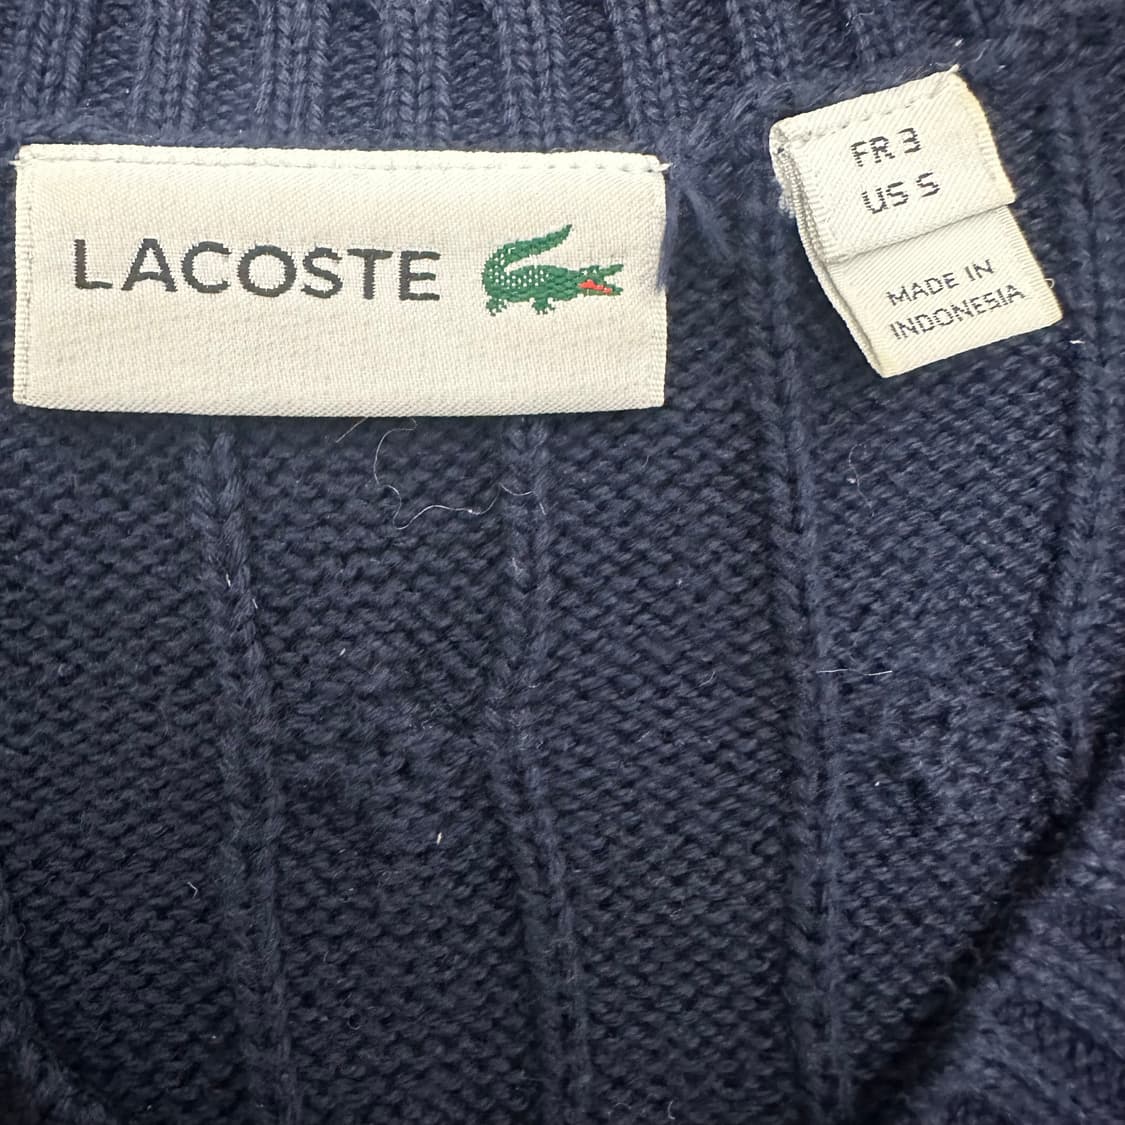 LACOSTE
FR 3
US S
MADE IN
INDONESIA